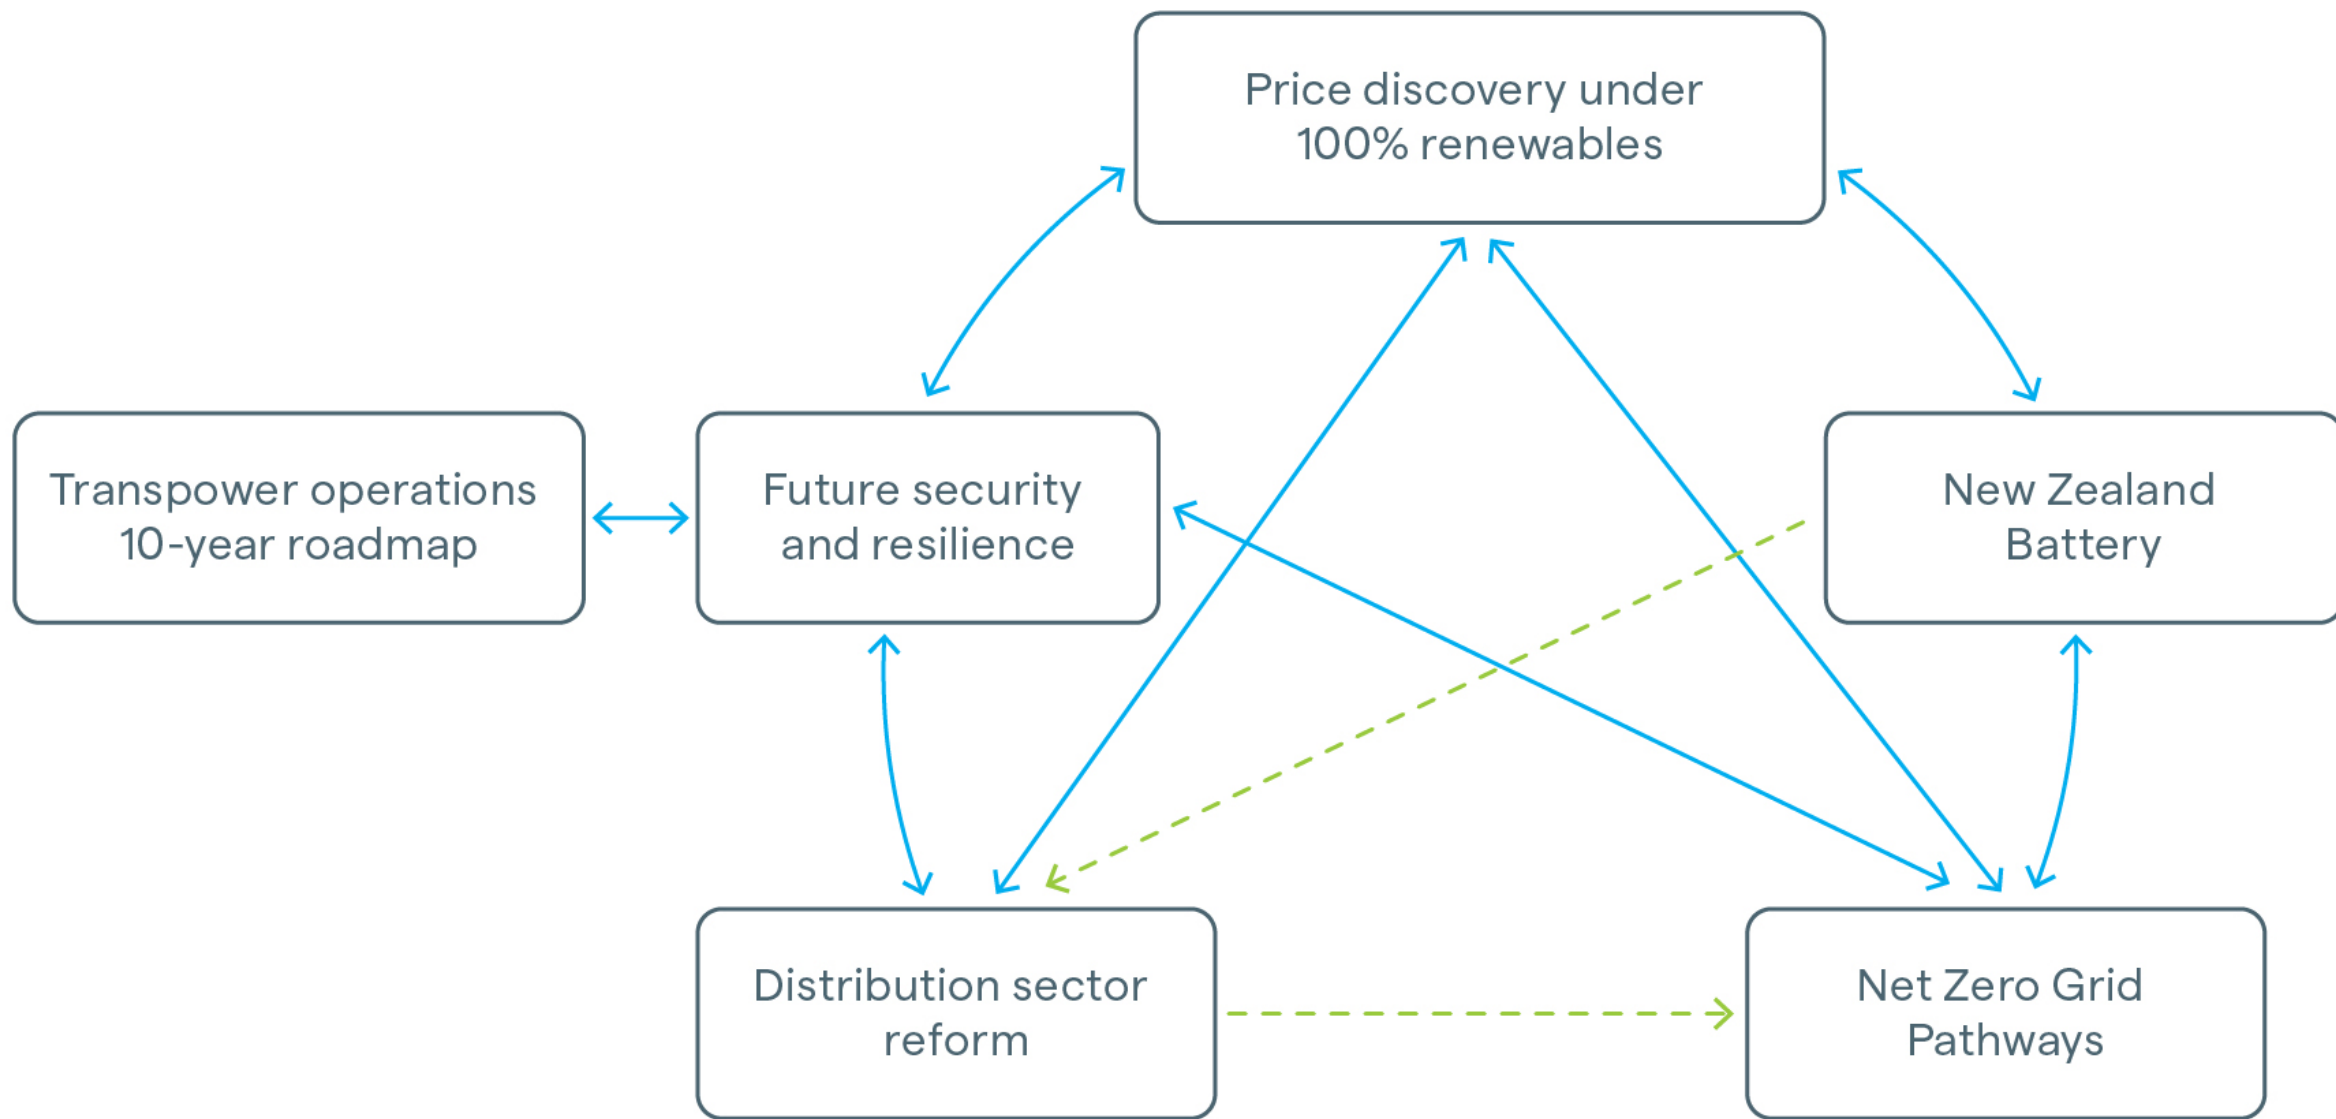 Price discovery under
100% renewables
Transpower operations
10-year roadmap
Future security
and resilience
New Zealand
Battery
Distribution sector
reform
Net Zero Grid
Pathways